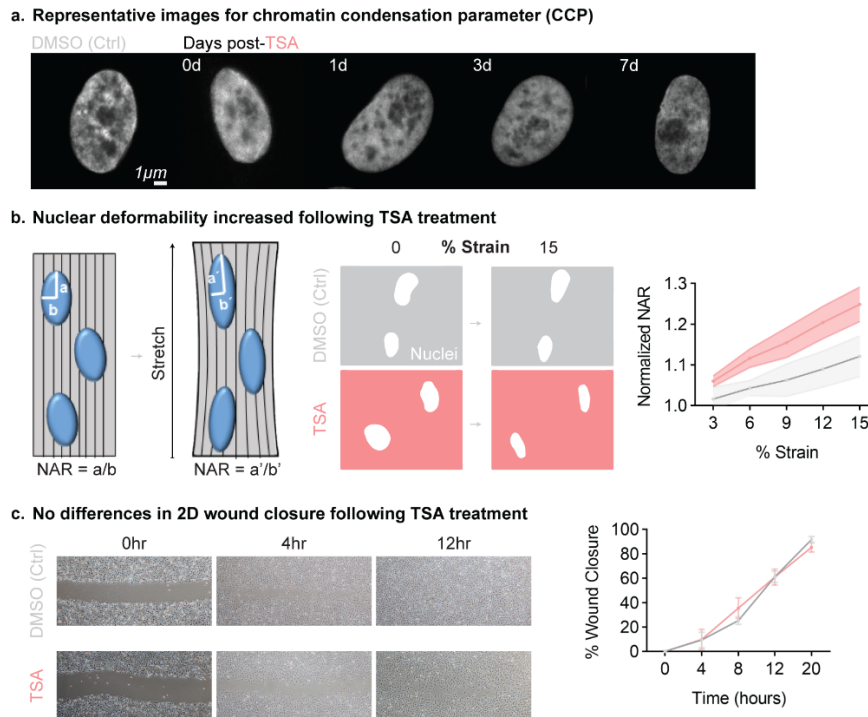 a. Representative images for chromatin condensation parameter (CCP)
DMSO (Ctrl) Days post-TSA
0d 1d 3d 7d
1µm
b. Nuclear deformability increased following TSA treatment
0 % Strain 15
a
b
NAR = a/b
Stretch
a´
b´
NAR = a’/b’
DMSO (Ctrl)
Nuclei
TSA
Normalized NAR
1.3
1.2
1.1
1.0
3 6 9 12 15
% Strain
c. No differences in 2D wound closure following TSA treatment
0hr 4hr 12hr
DMSO (Ctrl)
TSA
% Wound Closure
100
80
60
40
20
0
0 4 8 12 20
Time (hours)